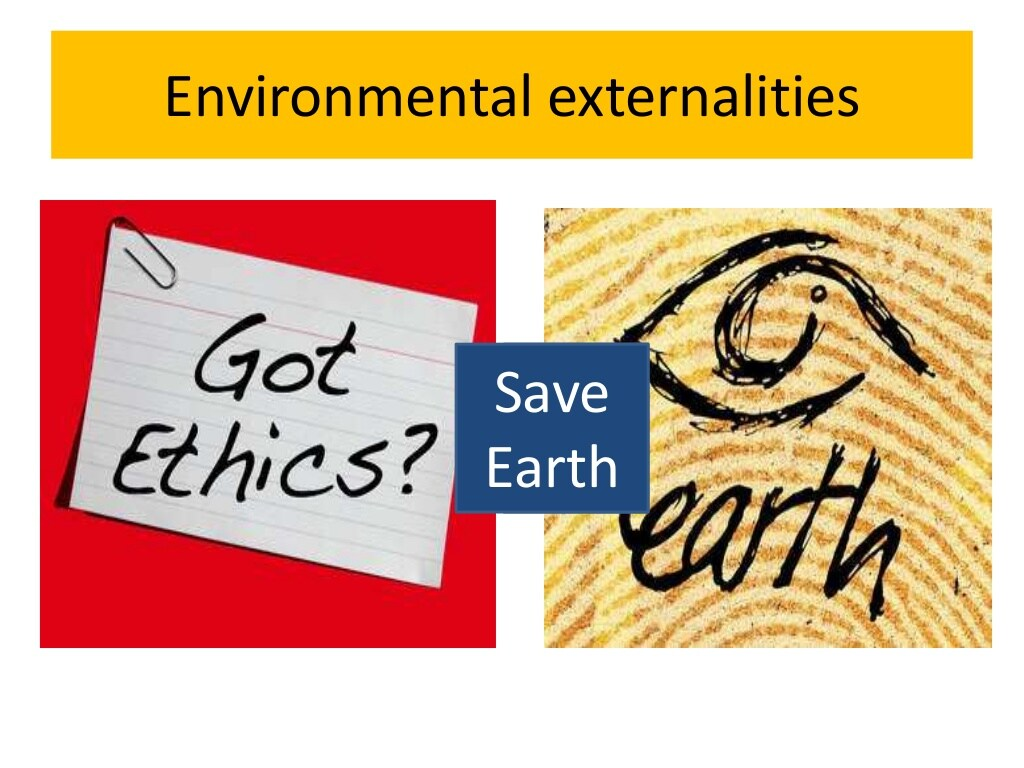 Environmental externalities
Got
Ethics?
Save
Earth
earth